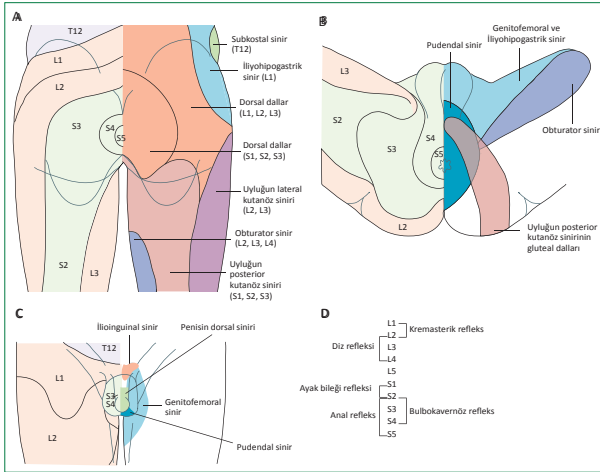 A
T12
L1
L2
S3
S4
S5
S2
L3
Subkostal sinir
(T12)
İliyohipogastrik
sinir (L1)
Dorsal dallar
(L1, L2, L3)
Dorsal dallar
(S1, S2, S3)
Uyluğun lateral
kutanöz siniri
(L2, L3)
Obturator sinir
(L2, L3, L4)
Uyluğun
posterior
kutanöz siniri
(S1, S2, S3)
B
Genitofemoral ve
İliyohipogastrik sinir
Pudendal sinir
L3
S2
S3
S4
S5
L2
Obturator sinir
Uyluğun posterior
kutanöz sinirinin
gluteal dalları
C
İlioinguinal sinir
Penisin dorsal siniri
T12
L1
S3
S4
L2
Genitofemoral
sinir
Pudendal sinir
D
L1
L2
L3
L4
L5
S1
S2
S3
S4
S5
Kremasterik refleks
Diz refleksi
Ayak bileği refleksi
Anal refleks
Bulbokavernöz refleks